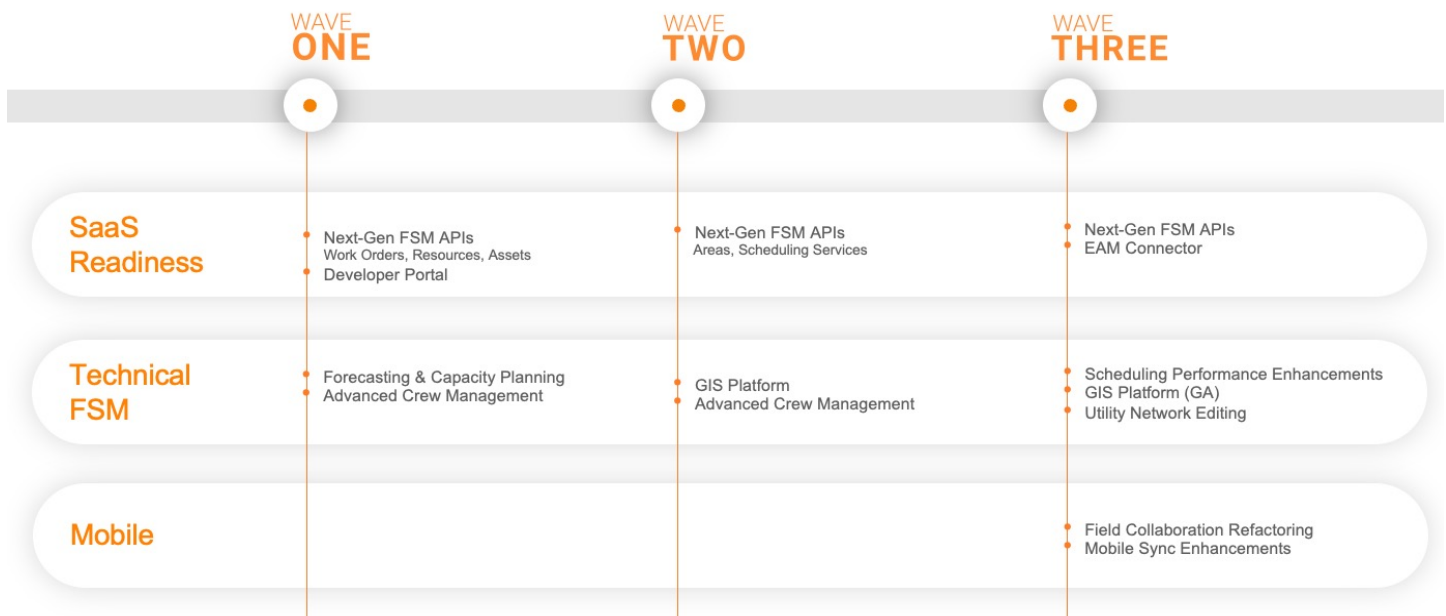 WAVE
ONE
WAVE
TWO
WAVE
THREE
SaaS
Readiness
Next-Gen FSM APIs
Work Orders, Resources, Assets
Developer Portal
Next-Gen FSM APIs
Areas, Scheduling Services
Next-Gen FSM APIs
EAM Connector
Technical
FSM
Forecasting & Capacity Planning
Advanced Crew Management
GIS Platform
Advanced Crew Management
Scheduling Performance Enhancements
GIS Platform (GA)
Utility Network Editing
Mobile
Field Collaboration Refactoring
Mobile Sync Enhancements